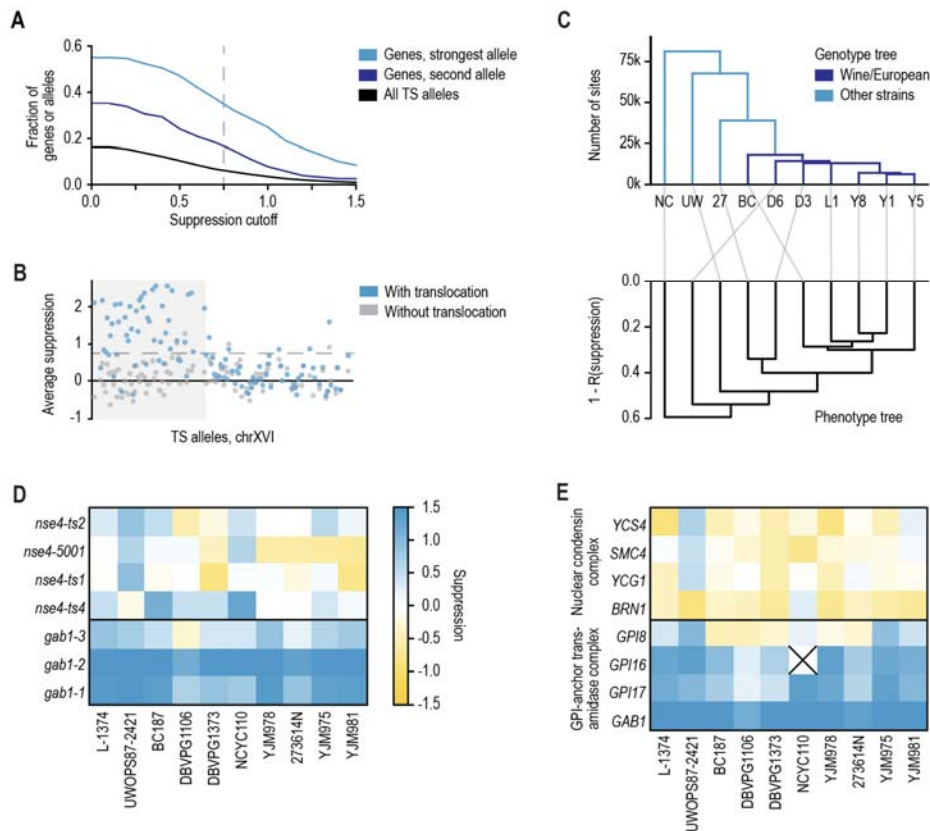 A
Fraction of
genes or alleles
0.6
0.4
0.2
0.0
0.0 0.5 1.0 1.5
Suppression cutoff
Genes, strongest allele
Genes, second allele
All TS alleles
B
Average suppression
2
1
0
-1
TS alleles, chrXVI
With translocation
Without translocation
C
Number of sites
75k
50k
25k
0k
Genotype tree
Wine/European
Other strains
NC UW 27 BC D6 D3 L1 Y8 Y1 Y5
1 - R(suppression)
0.0
0.2
0.4
0.6
Phenotype tree
D
nse4-ts2
nse4-5001
nse4-ts1
nse4-ts4
gab1-3
gab1-2
gab1-1
L-1374
UWOPS87-2421
BC187
DBVPG1106
DBVPG1373
NCYC110
YJM978
273614N
YJM975
YJM981
1.5
1.0
0.5
0.0
-0.5
-1.0
-1.5
Suppression
E
Nuclear condensin
complex
GPI-anchor trans-
amidase complex
YCS4
SMC4
YCG1
BRN1
GPI8
GPI16
GPI17
GAB1
L-1374
UWOPS87-2421
BC187
DBVPG1106
DBVPG1373
NCYC110
YJM978
273614N
YJM975
YJM981